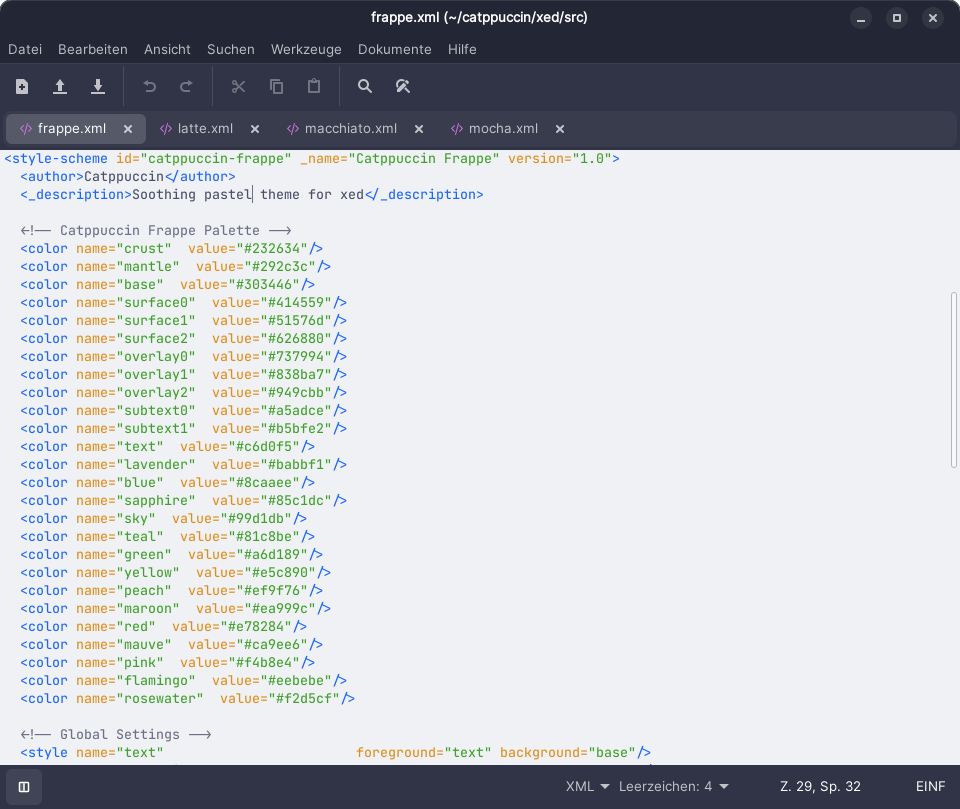 frappe.xml (~/catppuccin/xed/src)
Datei Bearbeiten Ansicht Suchen Werkzeuge Dokumente Hilfe
frappe.xml latte.xml macchiato.xml mocha.xml
<style-scheme id="catppuccin-frappe" _name="Catppuccin Frappe" version="1.0">
  <author>Catppuccin</author>
  <_description>Soothing pastel theme for xed</_description>

  <!-- Catppuccin Frappe Palette -->
  <color name="crust"  value="#232634"/>
  <color name="mantle"  value="#292c3c"/>
  <color name="base"  value="#303446"/>
  <color name="surface0"  value="#414559"/>
  <color name="surface1"  value="#51576d"/>
  <color name="surface2"  value="#626880"/>
  <color name="overlay0"  value="#737994"/>
  <color name="overlay1"  value="#838ba7"/>
  <color name="overlay2"  value="#949cbb"/>
  <color name="subtext0"  value="#a5adce"/>
  <color name="subtext1"  value="#b5bfe2"/>
  <color name="text"  value="#c6d0f5"/>
  <color name="lavender"  value="#babbf1"/>
  <color name="blue"  value="#8caaee"/>
  <color name="sapphire"  value="#85c1dc"/>
  <color name="sky"  value="#99d1db"/>
  <color name="teal"  value="#81c8be"/>
  <color name="green"  value="#a6d189"/>
  <color name="yellow"  value="#e5c890"/>
  <color name="peach"  value="#ef9f76"/>
  <color name="maroon"  value="#ea999c"/>
  <color name="red"  value="#e78284"/>
  <color name="mauve"  value="#ca9ee6"/>
  <color name="pink"  value="#f4b8e4"/>
  <color name="flamingo"  value="#eebebe"/>
  <color name="rosewater"  value="#f2d5cf"/>

  <!-- Global Settings -->
  <style name="text"                        foreground="text" background="base"/>
XML Leerzeichen: 4 Z. 29, Sp. 32 EINF